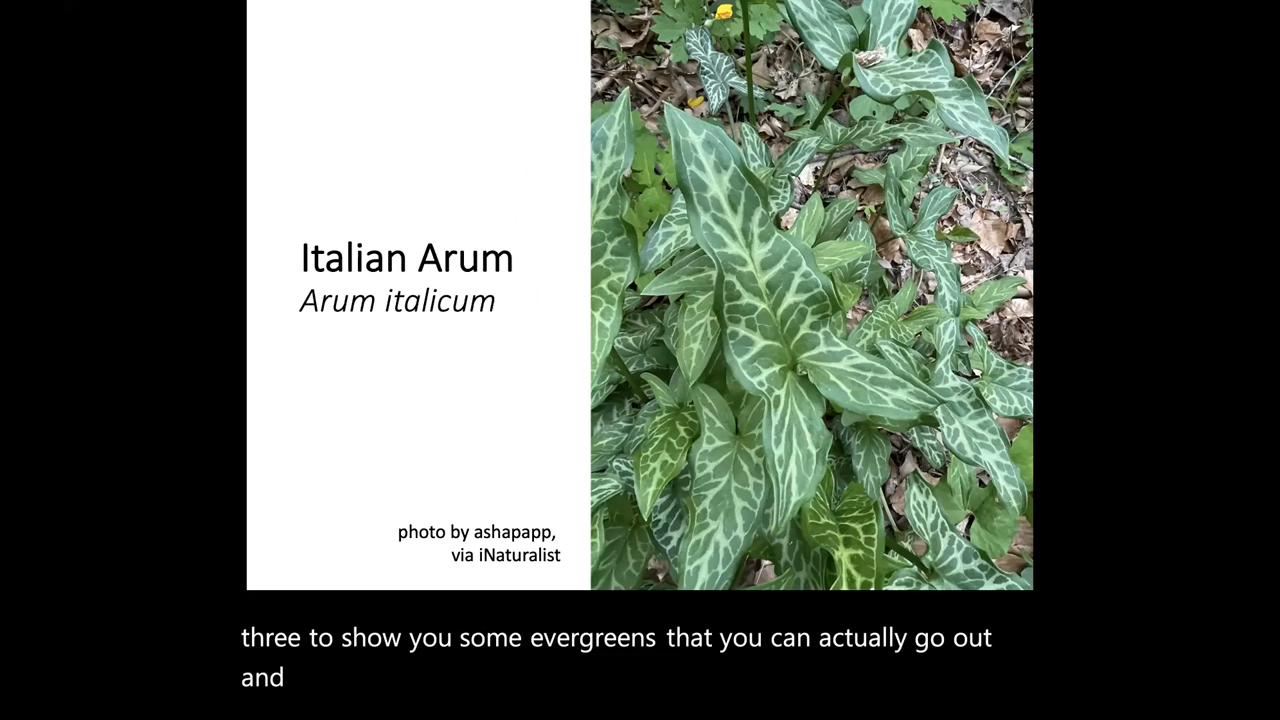 Italian Arum
Arum italicum
photo by ashapapp,
via iNaturalist
three to show you some evergreens that you can actually go out
and